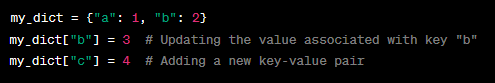 my_dict = {"a": 1, "b": 2}
my_dict["b"] = 3  # Updating the value associated with key "b"
my_dict["c"] = 4  # Adding a new key-value pair